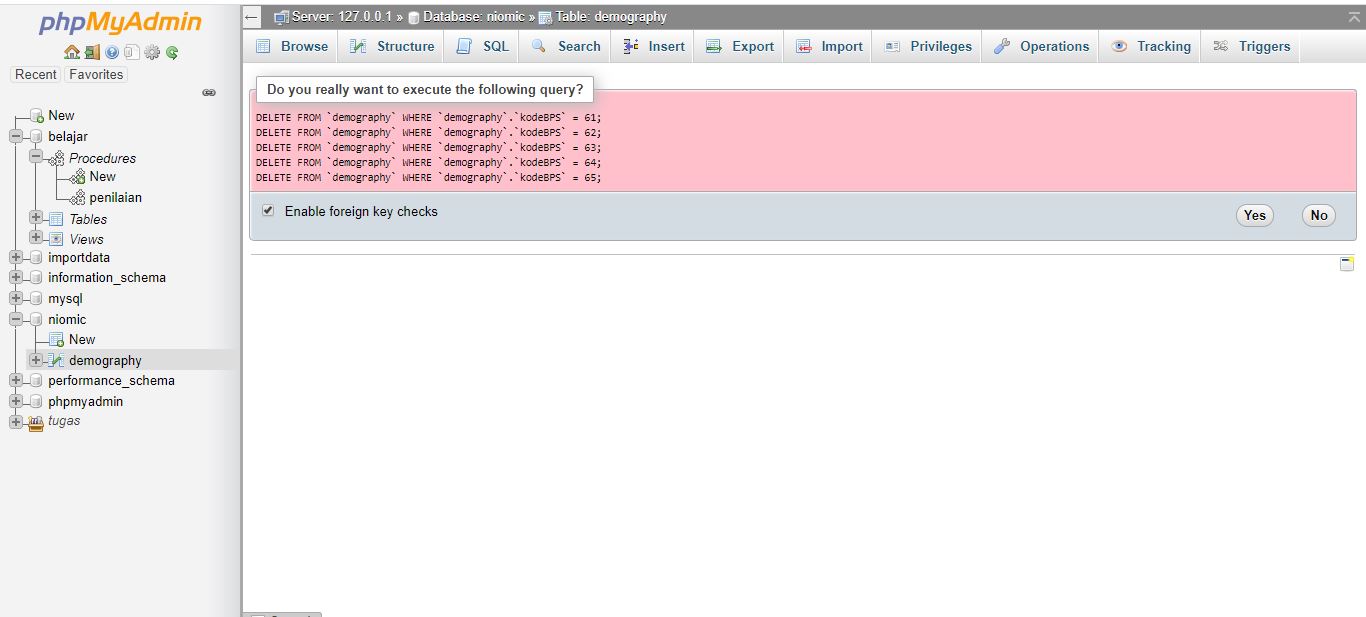 phpMyAdmin
Recent Favorites
New
belajar
Procedures
New
penilaian
Tables
Views
importdata
information_schema
mysql
niomic
New
demography
performance_schema
phpmyadmin
tugas
Server: 127.0.0.1 » Database: niomic » Table: demography
Browse Structure SQL Search Insert Export Import Privileges Operations Tracking Triggers
Do you really want to execute the following query?
DELETE FROM `demography` WHERE `demography`.`kodeBPS` = 61;
DELETE FROM `demography` WHERE `demography`.`kodeBPS` = 62;
DELETE FROM `demography` WHERE `demography`.`kodeBPS` = 63;
DELETE FROM `demography` WHERE `demography`.`kodeBPS` = 64;
DELETE FROM `demography` WHERE `demography`.`kodeBPS` = 65;
Enable foreign key checks
Yes No